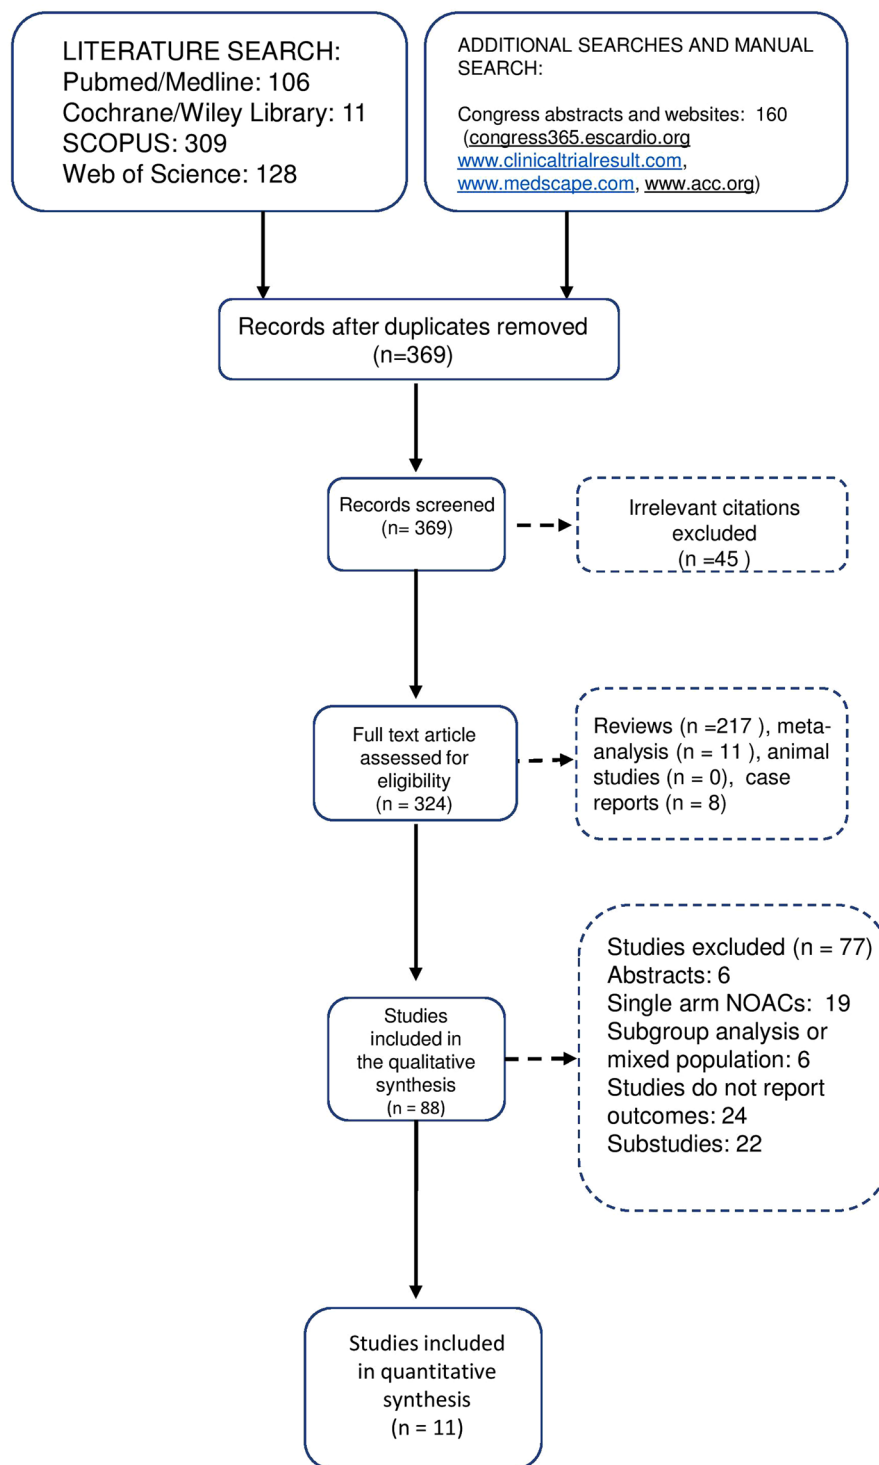 LITERATURE SEARCH:
Pubmed/Medline: 106
Cochrane/Wiley Library: 11
SCOPUS: 309
Web of Science: 128
ADDITIONAL SEARCHES AND MANUAL
SEARCH:
Congress abstracts and websites: 160
(congress365.escardio.org
www.clinicaltrialresult.com,
www.medscape.com, www.acc.org)
Records after duplicates removed
(n=369)
Records screened
(n= 369)
Irrelevant citations
excluded
(n =45 )
Full text article
assessed for
eligibility
(n = 324)
Reviews (n =217 ), meta-
analysis (n = 11 ), animal
studies (n = 0), case
reports (n = 8)
Studies
included in
the qualitative
synthesis
(n = 88)
Studies excluded (n = 77)
Abstracts: 6
Single arm NOACs: 19
Subgroup analysis or
mixed population: 6
Studies do not report
outcomes: 24
Substudies: 22
Studies included
in quantitative
synthesis
(n = 11)